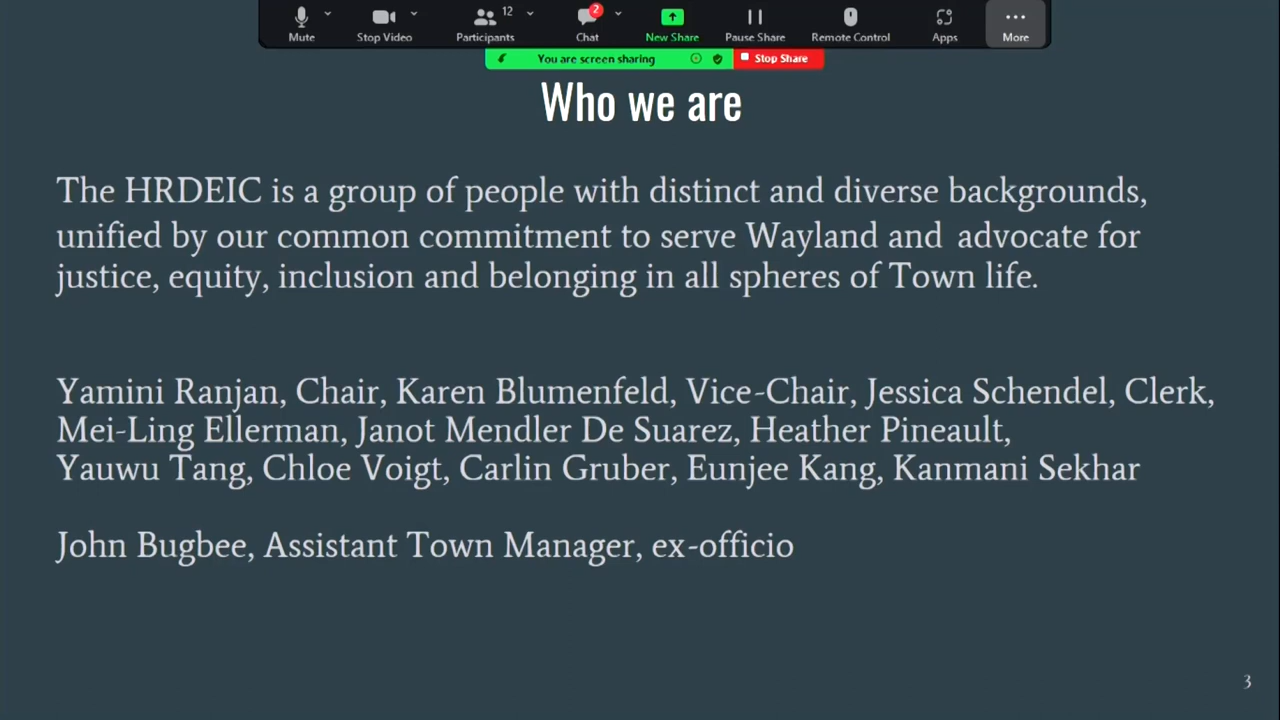 12
2
Mute
Stop Video
Participants
Chat
New Share
Pause Share
Remote Control
Apps
More
You are screen sharing
Stop Share
Who we are
The HRDEIC is a group of people with distinct and diverse backgrounds,
unified by our common commitment to serve Wayland and advocate for
justice, equity, inclusion and belonging in all spheres of Town life.
Yamini Ranjan, Chair, Karen Blumenfeld, Vice-Chair, Jessica Schendel, Clerk,
Mei-Ling Ellerman, Janot Mendler De Suarez, Heather Pineault,
Yauwu Tang, Chloe Voigt, Carlin Gruber, Eunjee Kang, Kanmani Sekhar
John Bugbee, Assistant Town Manager, ex-officio
3